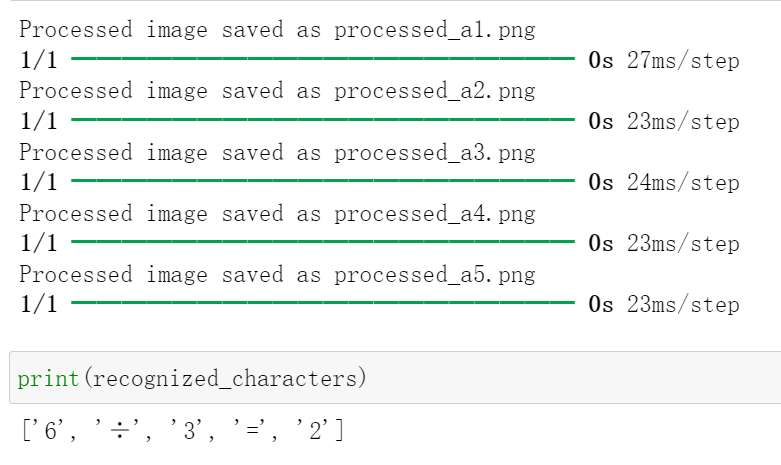 Processed image saved as processed_a1.png
1/1 ━━━━━━━━━━━━━━━━━━━━ 0s 27ms/step
Processed image saved as processed_a2.png
1/1 ━━━━━━━━━━━━━━━━━━━━ 0s 23ms/step
Processed image saved as processed_a3.png
1/1 ━━━━━━━━━━━━━━━━━━━━ 0s 24ms/step
Processed image saved as processed_a4.png
1/1 ━━━━━━━━━━━━━━━━━━━━ 0s 23ms/step
Processed image saved as processed_a5.png
1/1 ━━━━━━━━━━━━━━━━━━━━ 0s 23ms/step
print(recognized_characters)
['6', '÷', '3', '=', '2']